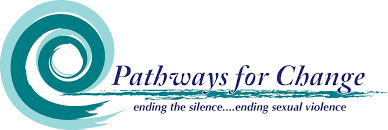 Pathways for Change
ending the silence....ending sexual violence